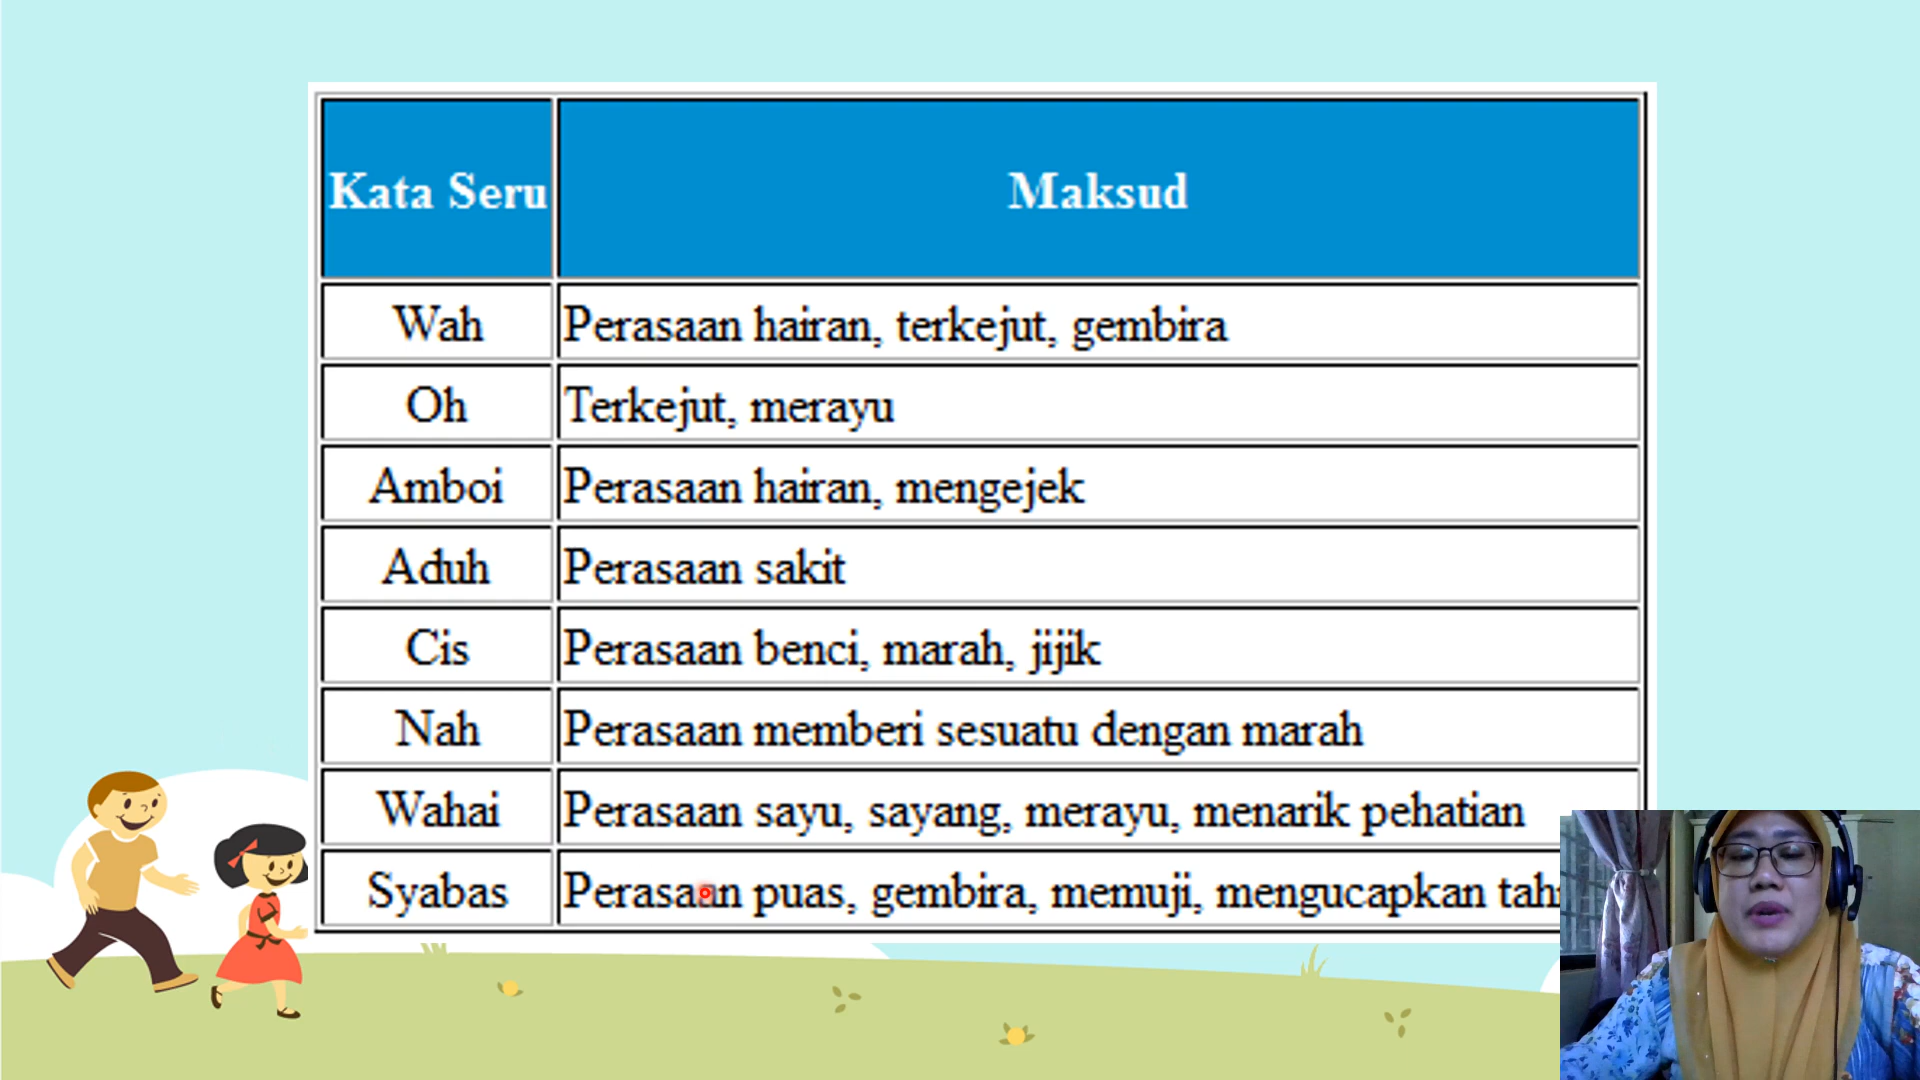 Kata Seru Maksud
Wah Perasaan hairan, terkejut, gembira
Oh Terkejut, merayu
Amboi Perasaan hairan, mengejek
Aduh Perasaan sakit
Cis Perasaan benci, marah, jijik
Nah Perasaan memberi sesuatu dengan marah
Wahai Perasaan sayu, sayang, merayu, menarik pehatian
Syabas Perasaan puas, gembira, memuji, mengucapkan